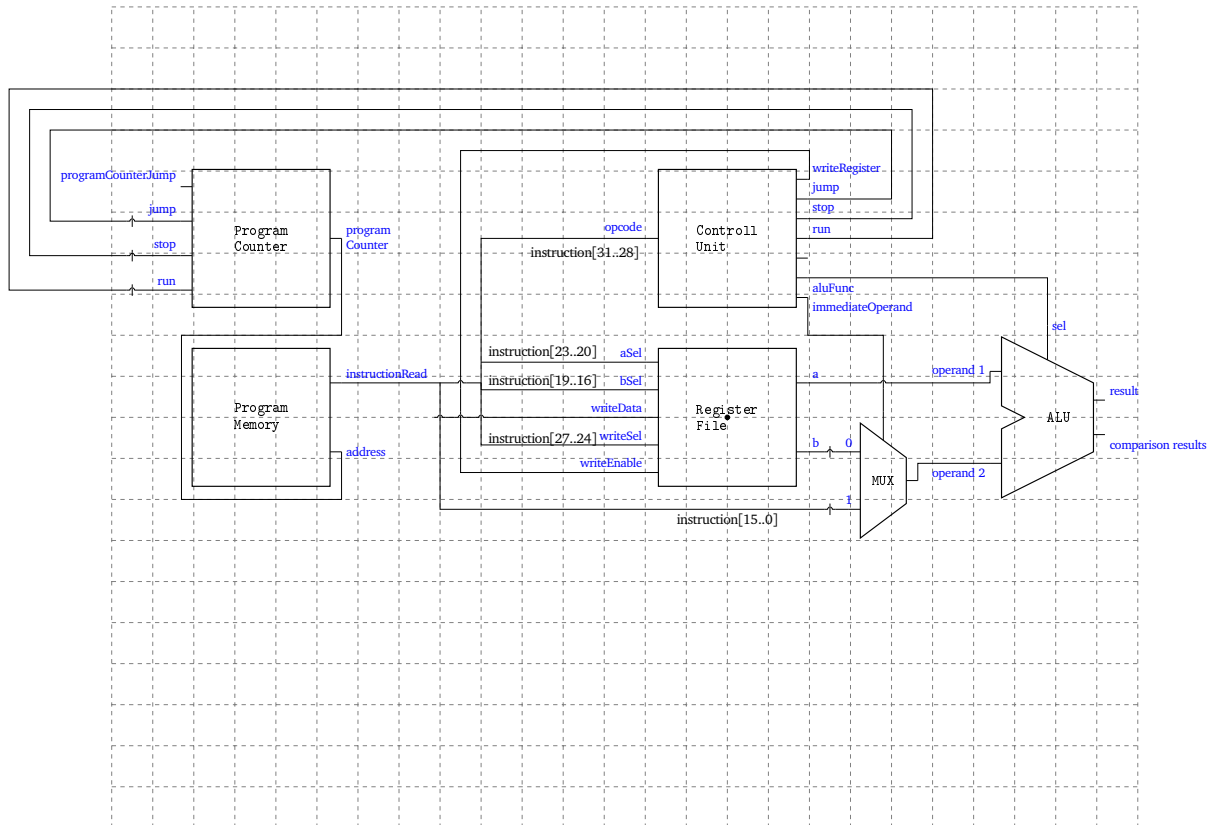 programCounterJump
jump
stop
run
Program
Counter
program
Counter
opcode
instruction[31..28]
Controll
Unit
writeRegister
jump
stop
run
aluFunc
immediateOperand
sel
Program
Memory
instructionRead
address
instruction[23..20] aSel
instruction[19..16] bSel
writeData
instruction[27..24] writeSel
writeEnable
Register
File
a
b
0
1
MUX
instruction[15..0]
operand 1
operand 2
ALU
result
comparison results